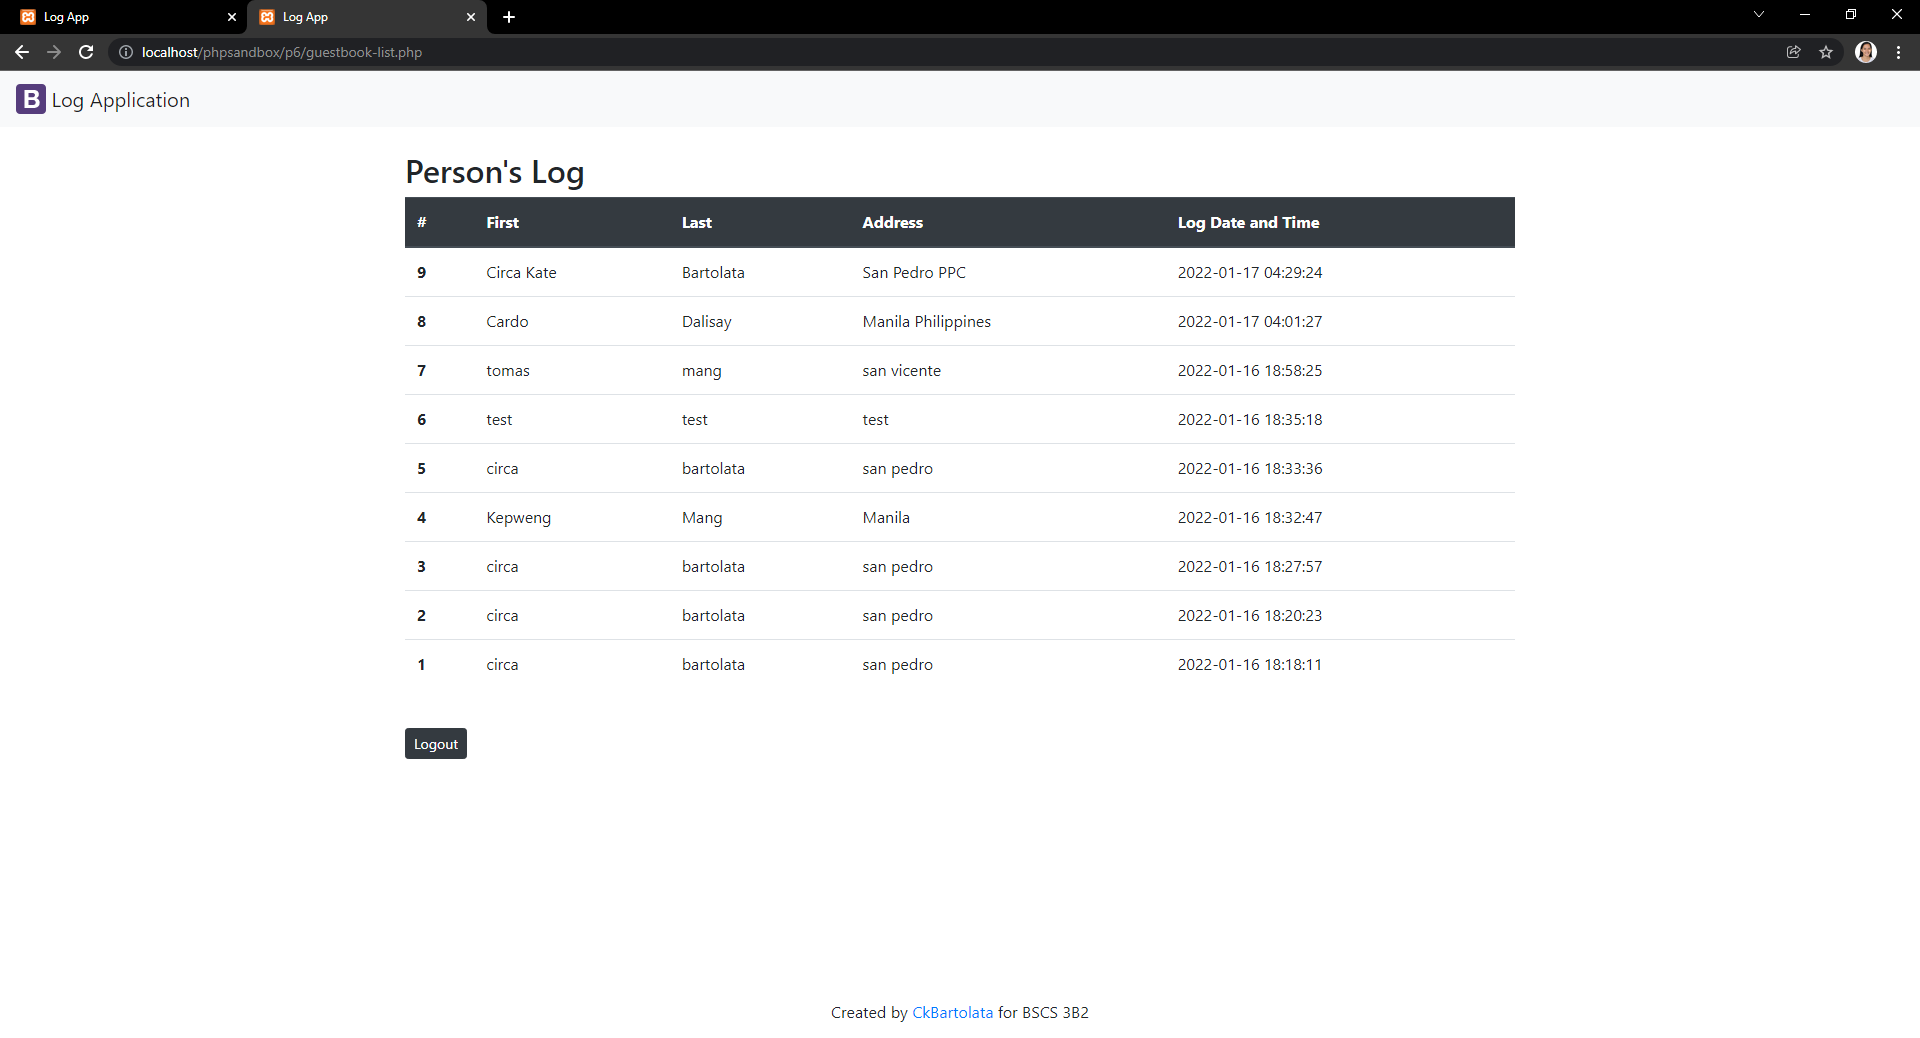 Log App
Log App
localhost/phpsandbox/p6/guestbook-list.php
B Log Application
Person's Log
# First Last Address Log Date and Time
9 Circa Kate Bartolata San Pedro PPC 2022-01-17 04:29:24
8 Cardo Dalisay Manila Philippines 2022-01-17 04:01:27
7 tomas mang san vicente 2022-01-16 18:58:25
6 test test test 2022-01-16 18:35:18
5 circa bartolata san pedro 2022-01-16 18:33:36
4 Kepweng Mang Manila 2022-01-16 18:32:47
3 circa bartolata san pedro 2022-01-16 18:27:57
2 circa bartolata san pedro 2022-01-16 18:20:23
1 circa bartolata san pedro 2022-01-16 18:18:11
Logout
Created by CkBartolata for BSCS 3B2